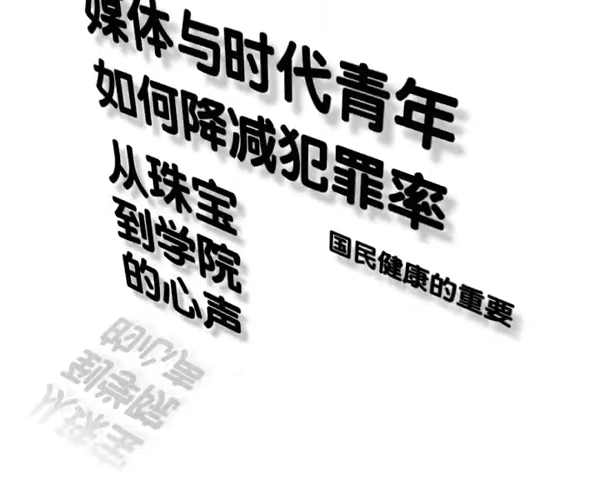 媒体与时代青年
如何降减犯罪率
从珠宝
到学院
的心声
国民健康的重要